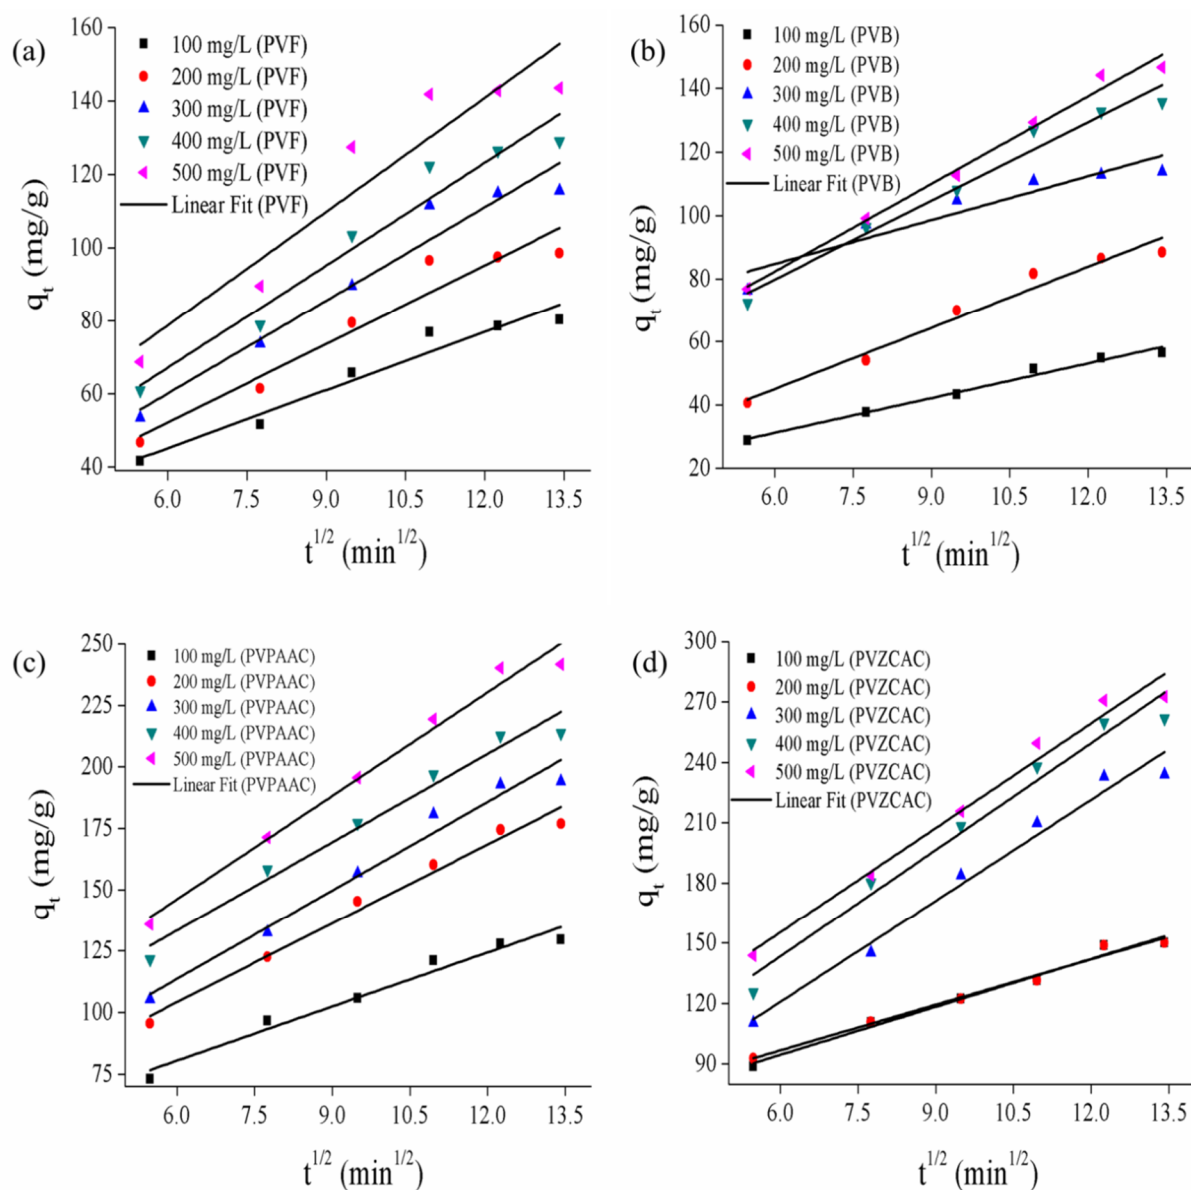 (a)
160
140
120
100
80
60
40
q_t (mg/g)
100 mg/L (PVF)
200 mg/L (PVF)
300 mg/L (PVF)
400 mg/L (PVF)
500 mg/L (PVF)
Linear Fit (PVF)
6.0 7.5 9.0 10.5 12.0 13.5
t^1/2 (min^1/2)
(b)
160
140
120
100
80
60
40
20
q_t (mg/g)
100 mg/L (PVB)
200 mg/L (PVB)
300 mg/L (PVB)
400 mg/L (PVB)
500 mg/L (PVB)
Linear Fit (PVB)
6.0 7.5 9.0 10.5 12.0 13.5
t^1/2 (min^1/2)
(c)
250
225
200
175
150
125
100
75
q_t (mg/g)
100 mg/L (PVPAAC)
200 mg/L (PVPAAC)
300 mg/L (PVPAAC)
400 mg/L (PVPAAC)
500 mg/L (PVPAAC)
Linear Fit (PVPAAC)
6.0 7.5 9.0 10.5 12.0 13.5
t^1/2 (min^1/2)
(d)
300
270
240
210
180
150
120
90
q_t (mg/g)
100 mg/L (PVZCAC)
200 mg/L (PVZCAC)
300 mg/L (PVZCAC)
400 mg/L (PVZCAC)
500 mg/L (PVZCAC)
Linear Fit (PVZCAC)
6.0 7.5 9.0 10.5 12.0 13.5
t^1/2 (min^1/2)